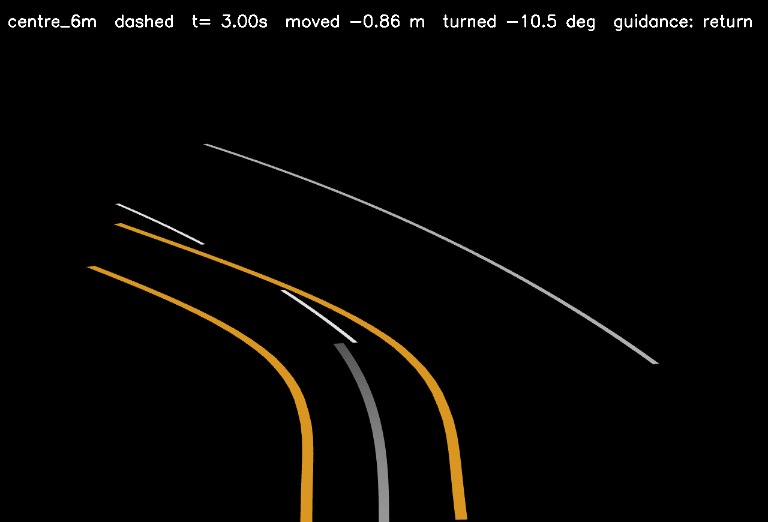 centre_6m dashed t= 3.00s moved −0.86 m turned −10.5 deg guidance: return